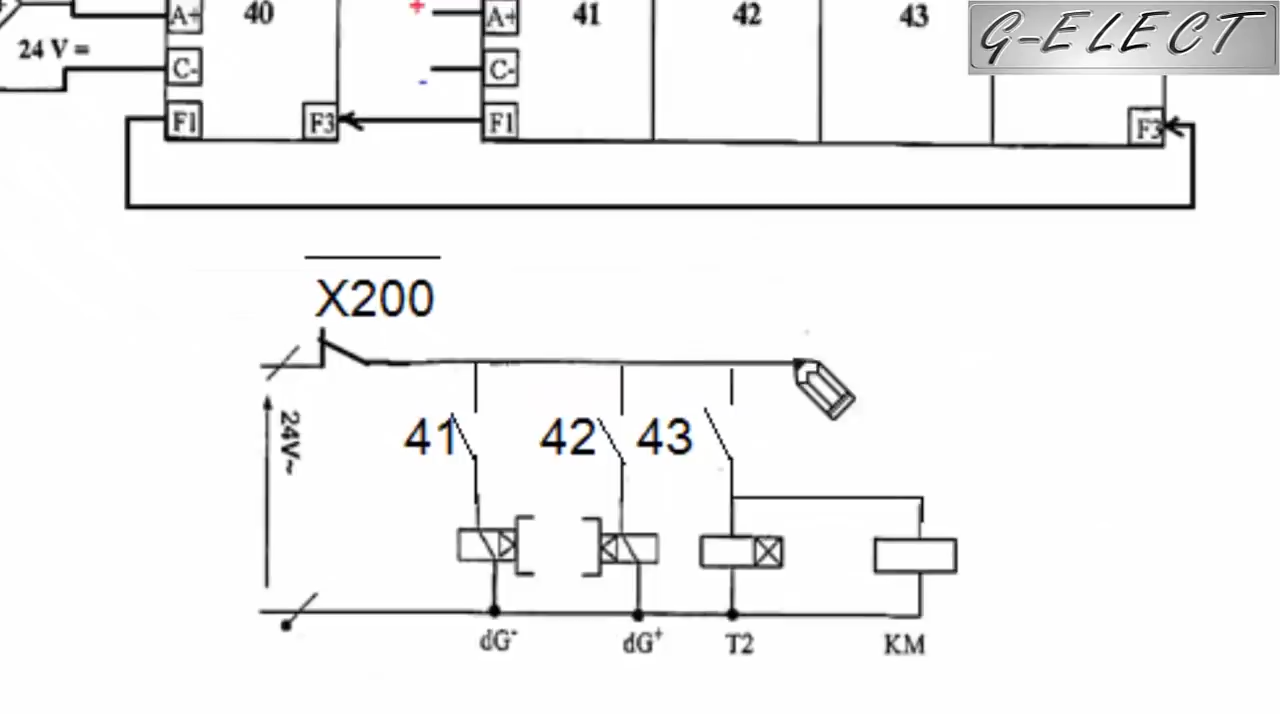 A+ 40 + A+ 41 42 43 G-ELECT
24 V =
C- - C-
F1 F3 F1 F3
X200
24V~
41 42 43
dG- dG+ T2 KM